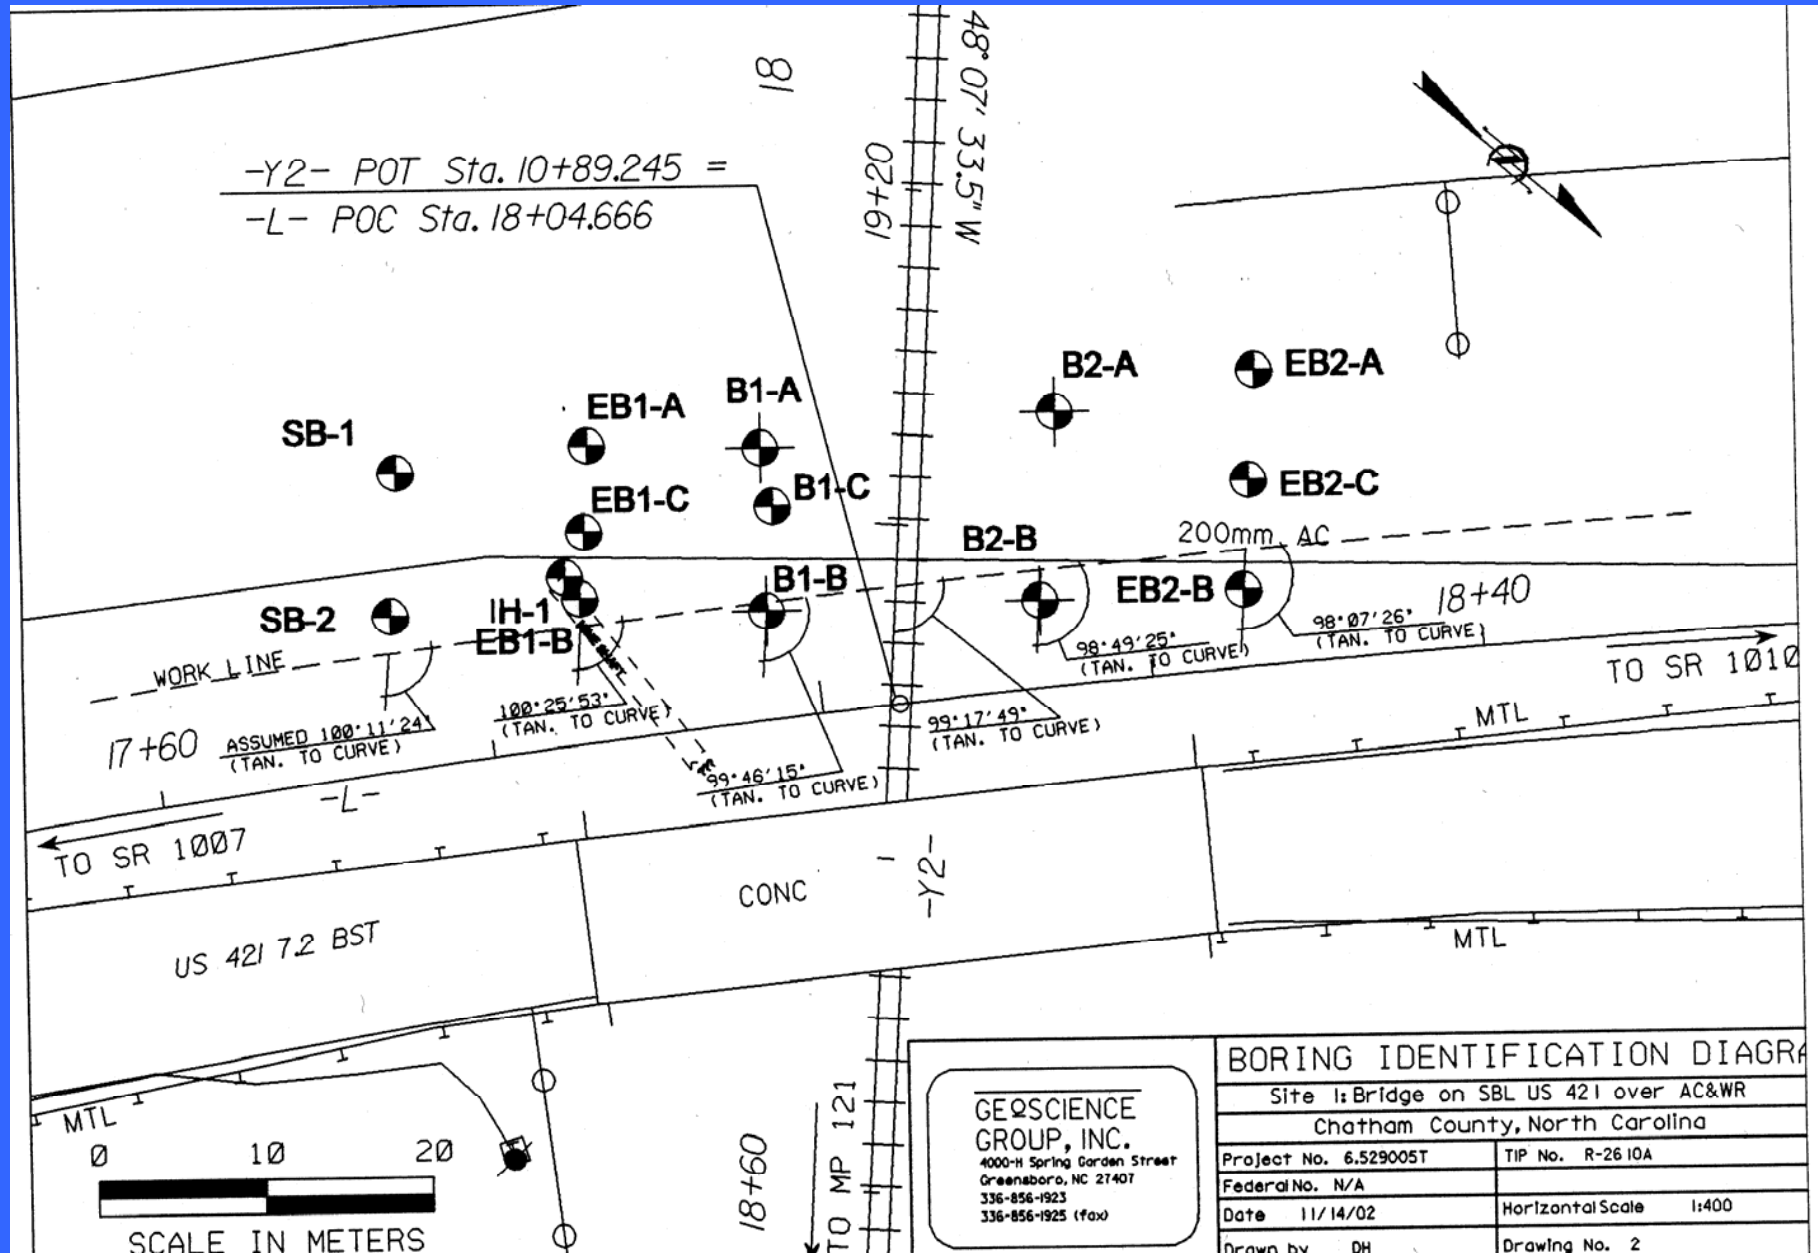 18
48°07'33.5"W
-Y2- POT Sta. 10+89.245 =
-L- POC Sta. 18+04.666
19+20
B2-A
EB2-A
SB-1
EB1-A
B1-A
EB1-C
B1-C
EB2-C
200mm AC
B2-B
SB-2
IH-1
EB1-B
B1-B
EB2-B
18+40
98°07'26"
(TAN. TO CURVE)
98°49'25"
(TAN. TO CURVE)
WORK LINE
TO SR 1010
100°25'53"
(TAN. TO CURVE)
17+60
ASSUMED 100°11'24"
(TAN. TO CURVE)
99°17'49"
(TAN. TO CURVE)
MTL
99°46'15"
(TAN. TO CURVE)
-L-
TO SR 1007
CONC
-Y2-
US 421 7.2 BST
MTL
MTL
0 10 20
SCALE IN METERS
18+60
TO MP 121
GEOSCIENCE
GROUP, INC.
4000-H Spring Garden Street
Greensboro, NC 27407
336-856-1923
336-856-1925 (fax)
BORING IDENTIFICATION DIAGRA
Site 1: Bridge on SBL US 421 over AC&WR
Chatham County, North Carolina
Project No. 6.529005T
TIP No. R-2610A
Federal No. N/A
Date 11/14/02
Horizontal Scale 1:400
Drawn by DH
Drawing No. 2